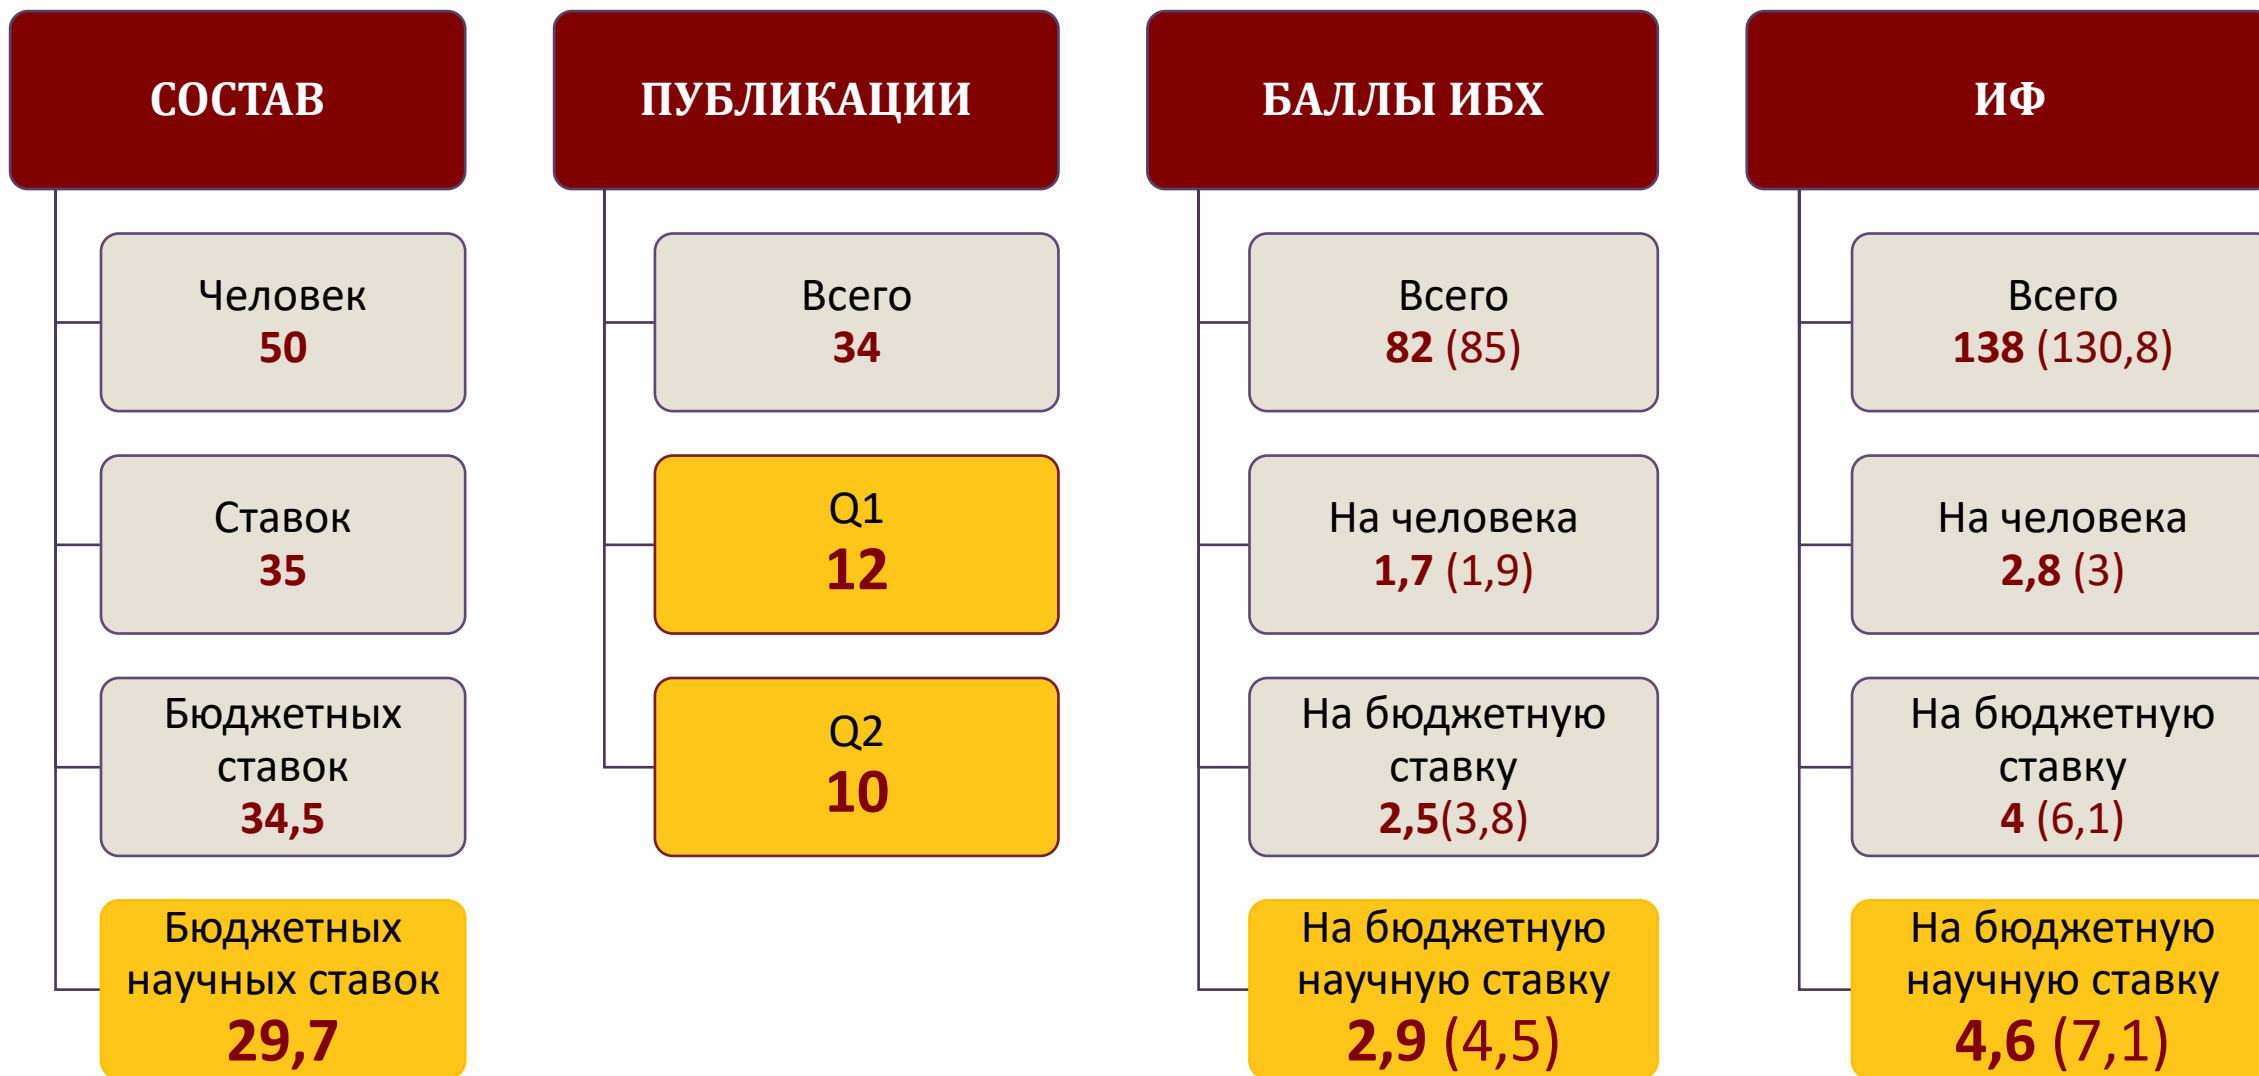 СОСТАВ
Человек
50
Ставок
35
Бюджетных
ставок
34,5
Бюджетных
научных ставок
29,7
ПУБЛИКАЦИИ
Всего
34
Q1
12
Q2
10
БАЛЛЫ ИБХ
Всего
82 (85)
На человека
1,7 (1,9)
На бюджетную
ставку
2,5(3,8)
На бюджетную
научную ставку
2,9 (4,5)
ИФ
Всего
138 (130,8)
На человека
2,8 (3)
На бюджетную
ставку
4 (6,1)
На бюджетную
научную ставку
4,6 (7,1)